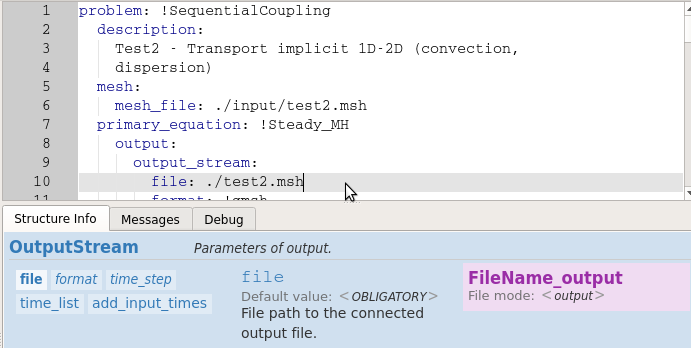 1 problem: !SequentialCoupling
2 description:
3 Test2 - Transport implicit 1D-2D (convection,
4 dispersion)
5 mesh:
6 mesh_file: ./input/test2.msh
7 primary_equation: !Steady_MH
8 output:
9 output_stream:
10 file: ./test2.msh
11 format: !gmsh
Structure Info Messages Debug
OutputStream Parameters of output.
file format time_step
time_list add_input_times
file
Default value: <OBLIGATORY>
File path to the connected
output file.
FileName_output
File mode: <output>